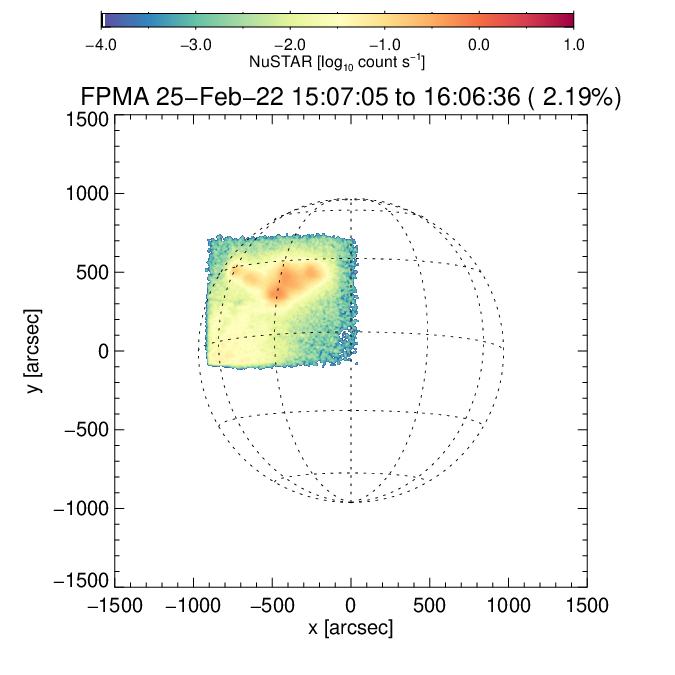 −4.0 −3.0 −2.0 −1.0 0.0 1.0
NuSTAR [log₁₀ count s⁻¹]
FPMA 25−Feb−22 15:07:05 to 16:06:36 ( 2.19%)
1500
1000
500
0
−500
−1000
−1500
y [arcsec]
−1500 −1000 −500 0 500 1000 1500
x [arcsec]